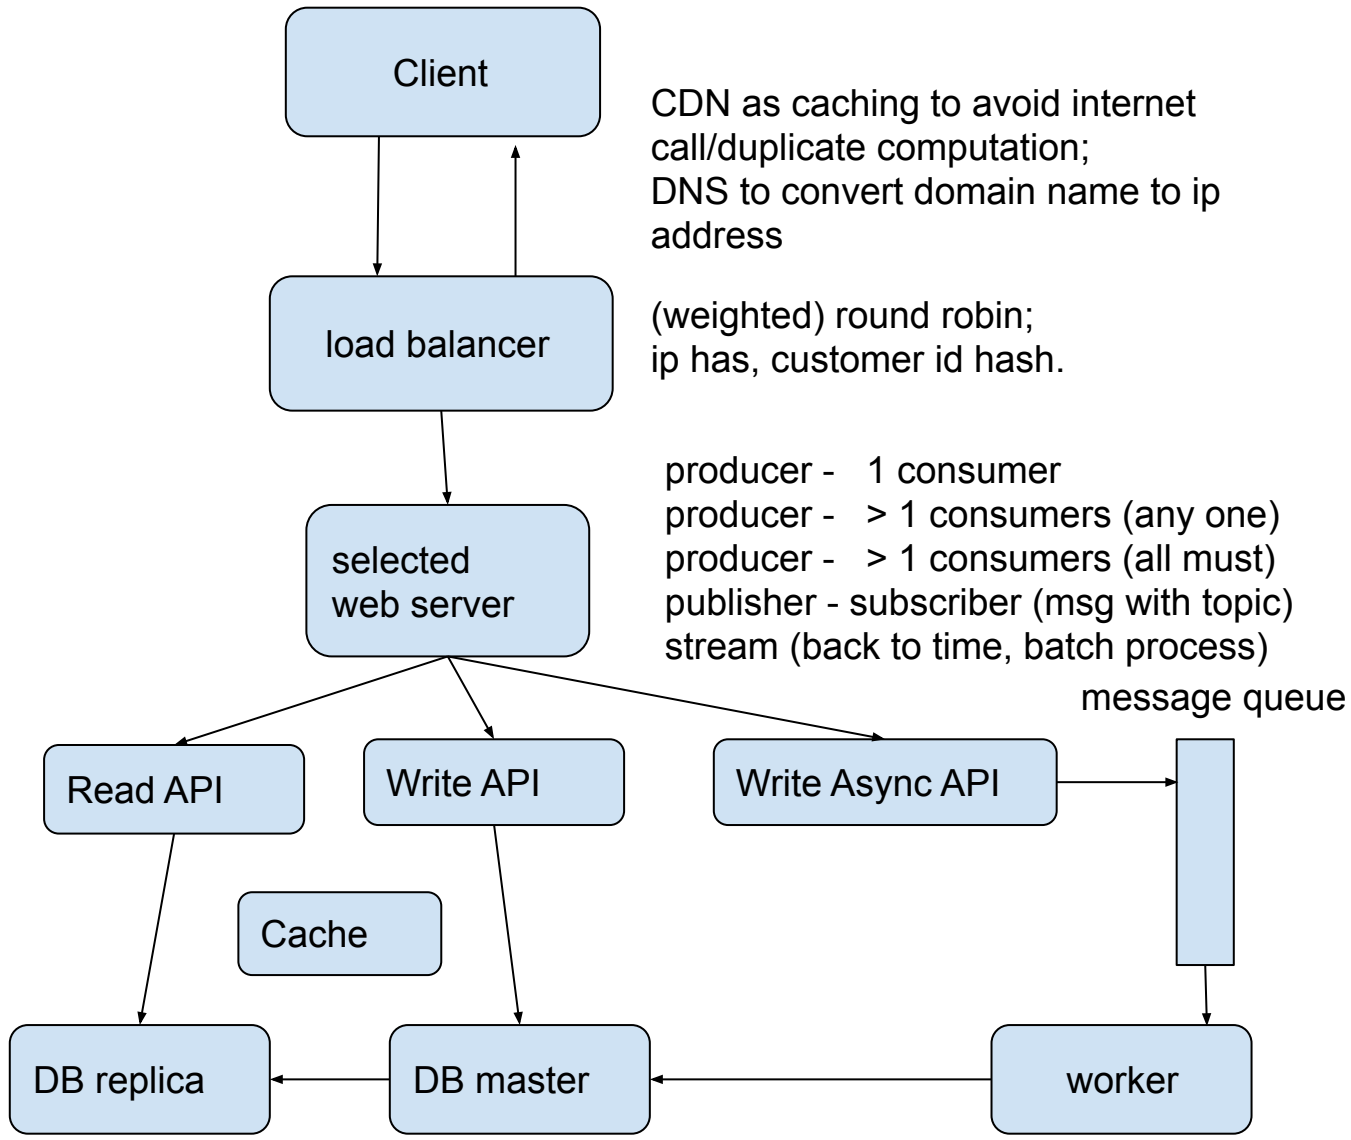 Client
CDN as caching to avoid internet
call/duplicate computation;
DNS to convert domain name to ip
address
load balancer
(weighted) round robin;
ip has, customer id hash.
producer -   1 consumer
producer -   > 1 consumers (any one)
producer -   > 1 consumers (all must)
publisher - subscriber (msg with topic)
stream (back to time, batch process)
selected
web server
message queue
Read API
Write API
Write Async API
Cache
DB replica
DB master
worker